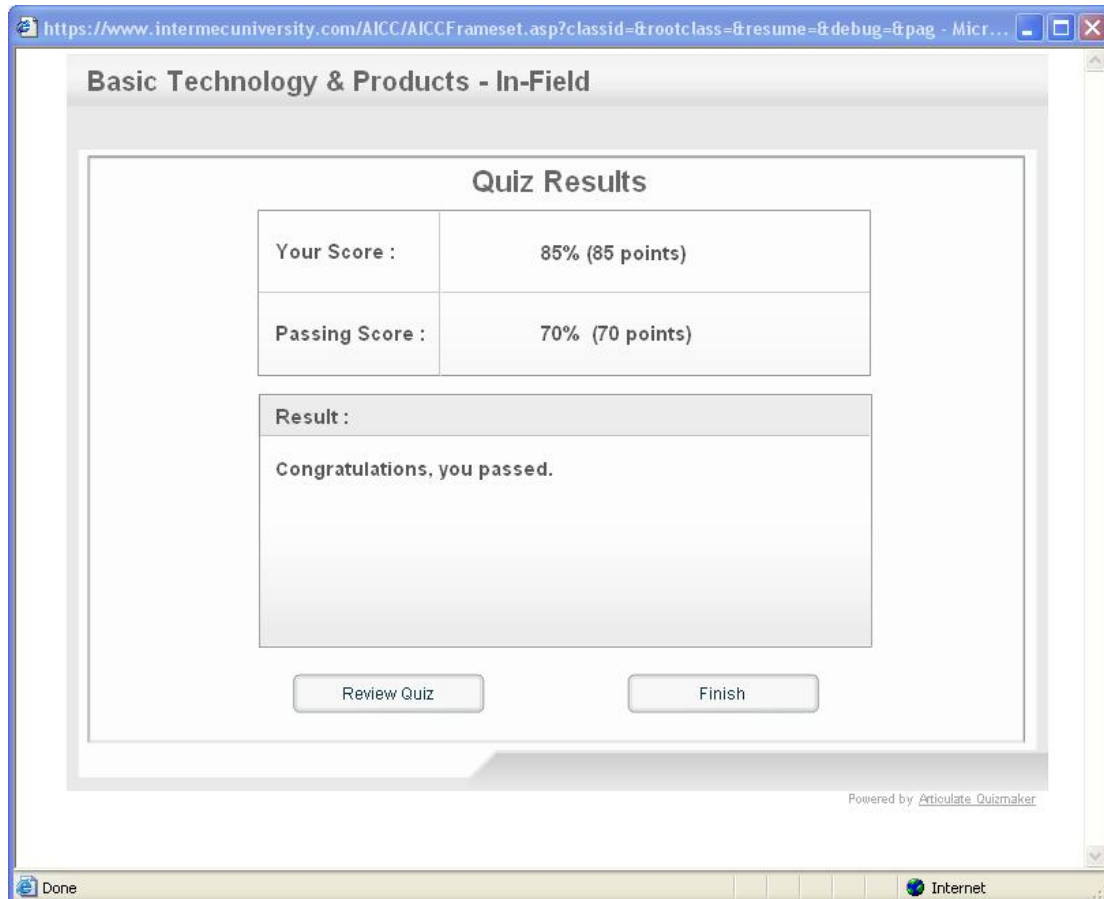 https://www.intermecuniversity.com/AICC/AICCFrameset.asp?classid=&rootclass=&resume=&debug=&pag - Micr...
Basic Technology & Products - In-Field
Quiz Results
Your Score : 85% (85 points)
Passing Score : 70% (70 points)
Result :
Congratulations, you passed.
Review Quiz Finish
Powered by Articulate Quizmaker
Done Internet